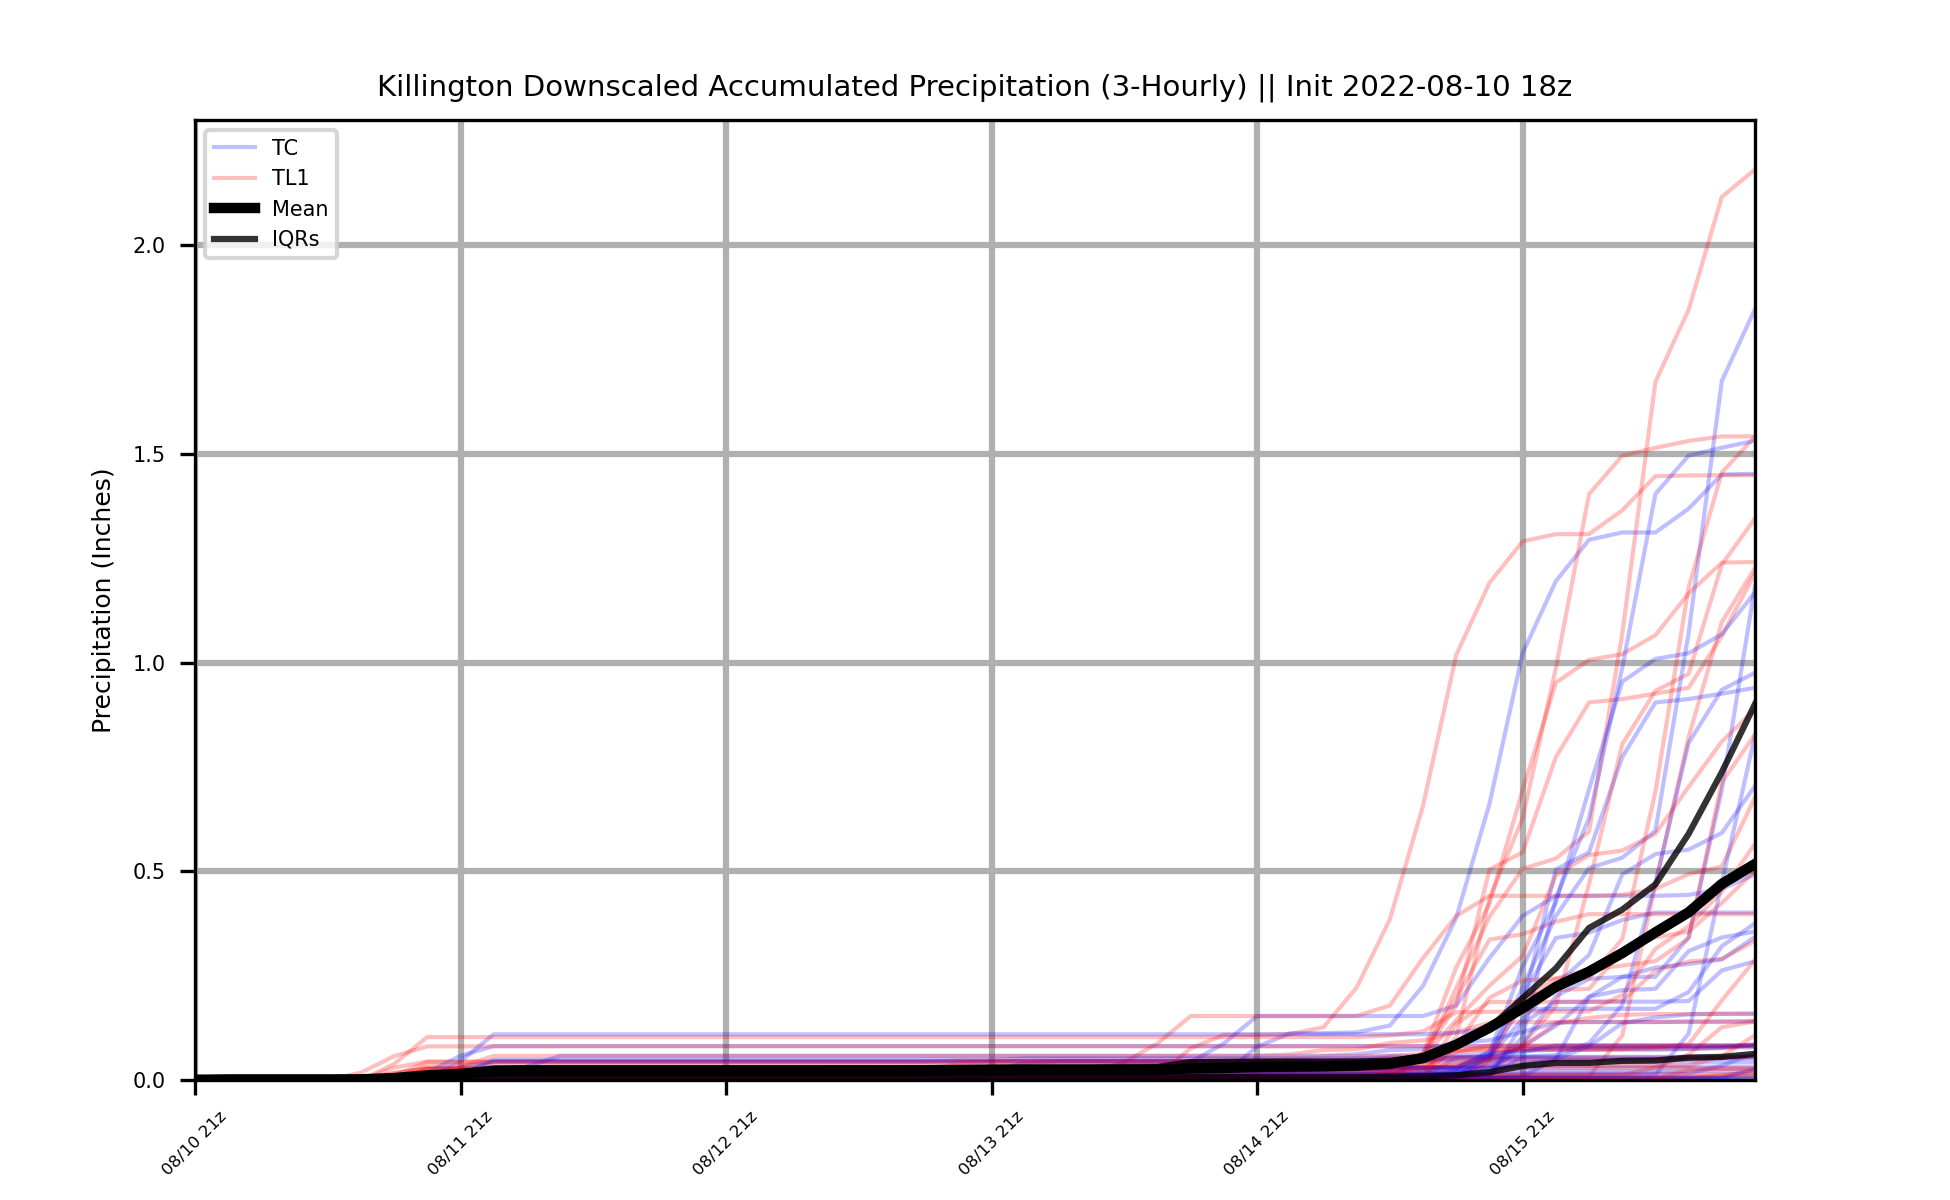 Killington Downscaled Accumulated Precipitation (3-Hourly) || Init 2022-08-10 18z
TC
TL1
Mean
IQRs
Precipitation (Inches)
2.0
1.5
1.0
0.5
0.0
08/10 21z
08/11 21z
08/12 21z
08/13 21z
08/14 21z
08/15 21z